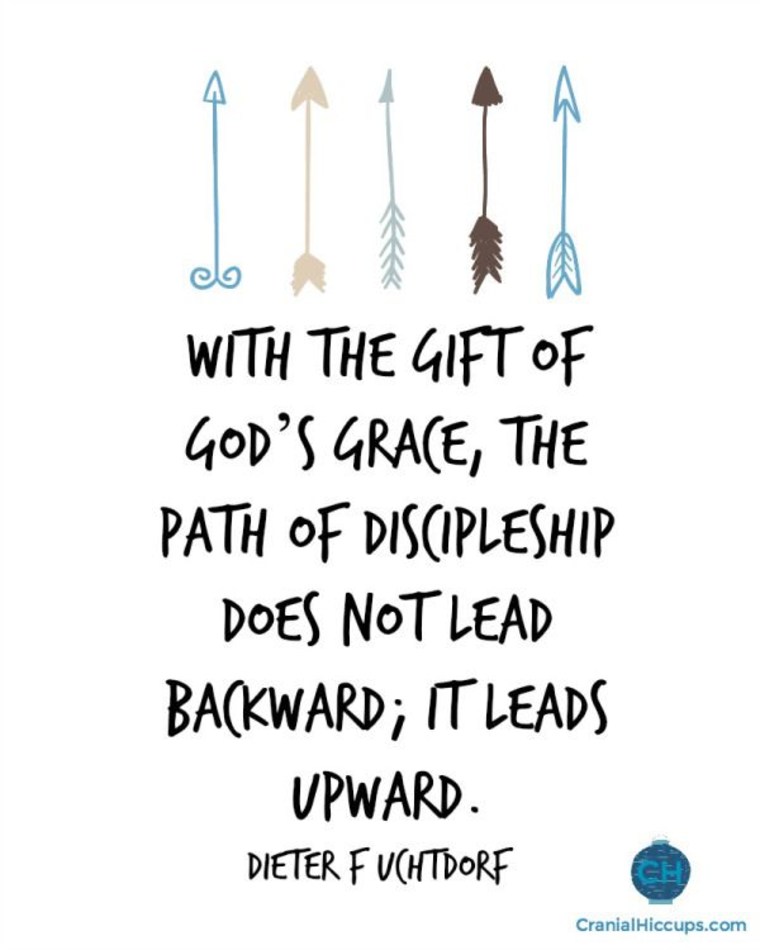 WITH THE GIFT OF
GOD'S GRACE, THE
PATH OF DISCIPLESHIP
DOES NOT LEAD
BACKWARD; IT LEADS
UPWARD.
DIETER F UCHTDORF
CH
CranialHiccups.com